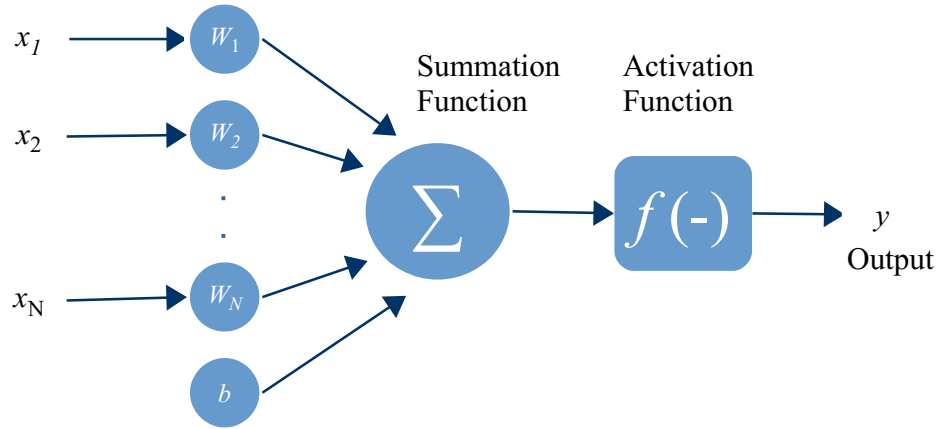 x1
W1
Summation
Function
Activation
Function
x2
W2
.
.
∑
f(-)
y
Output
xN
WN
b